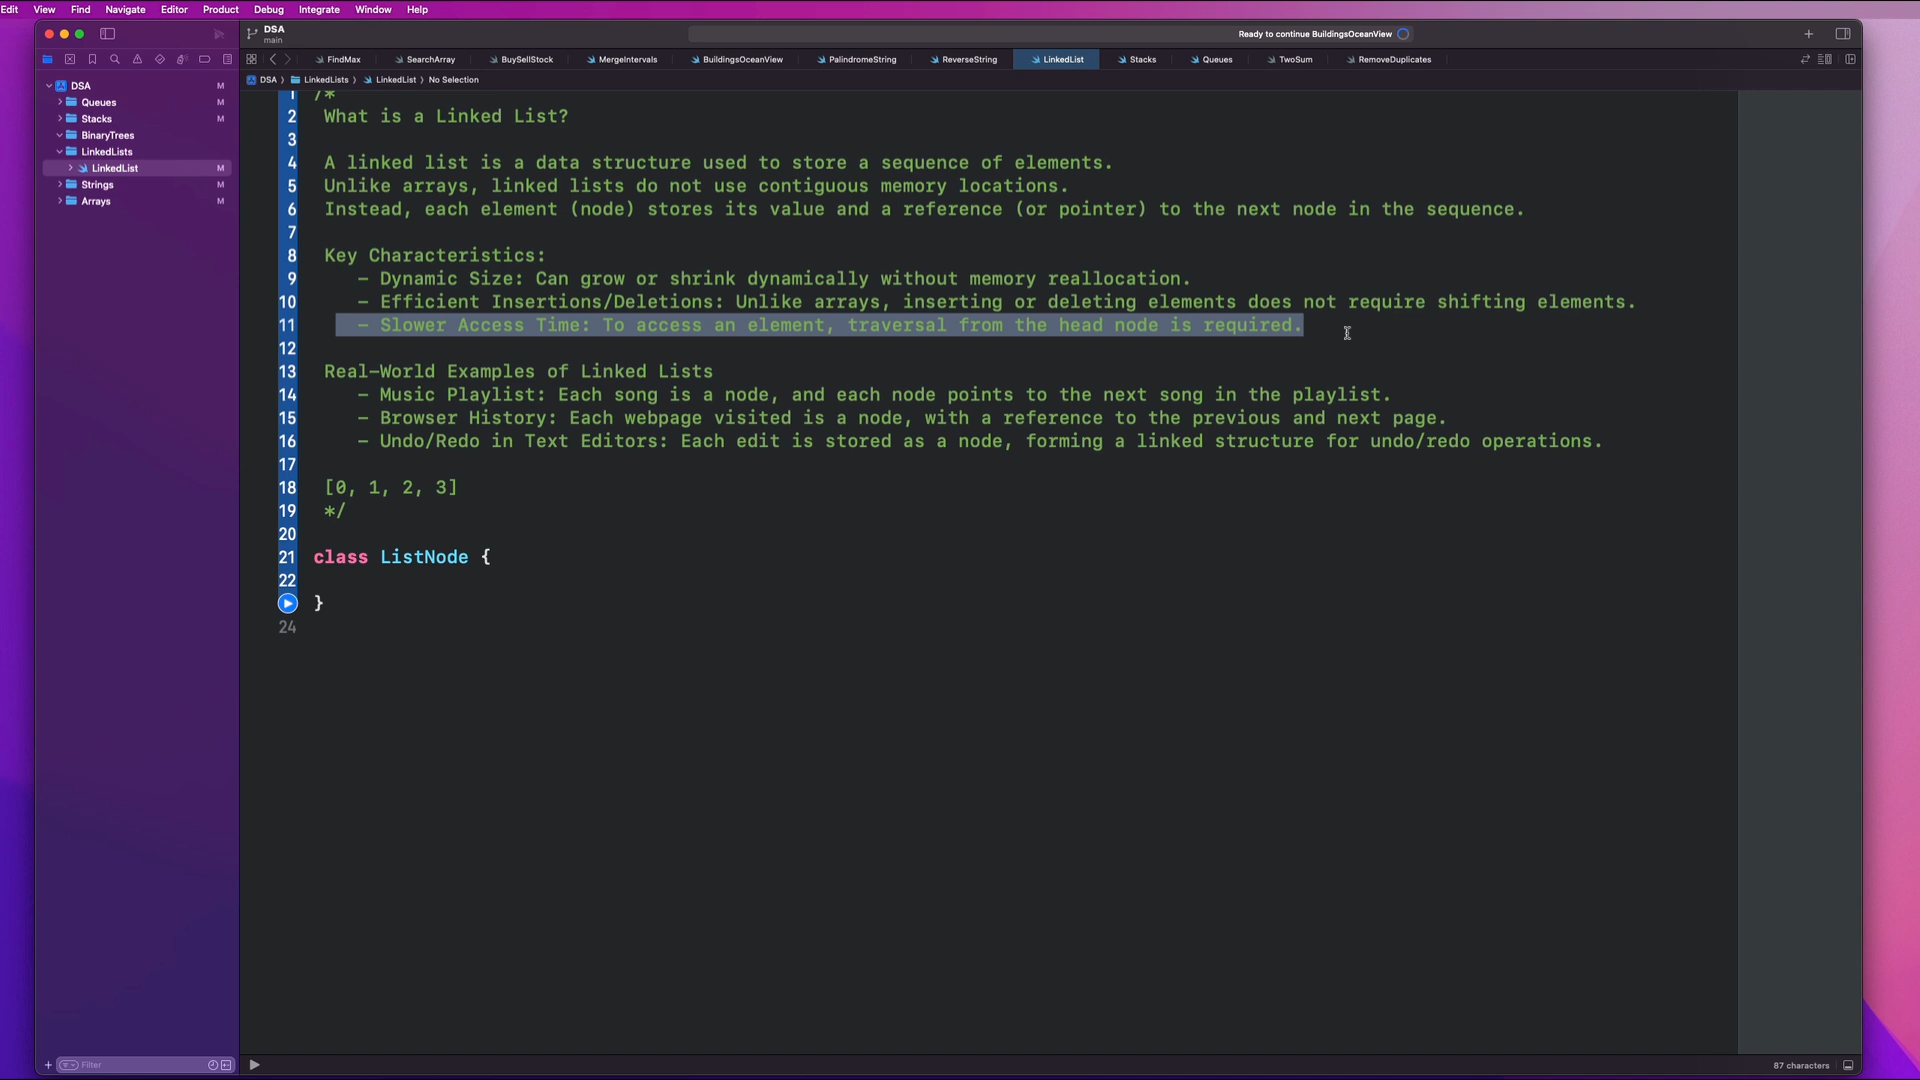 Edit View Find Navigate Editor Product Debug Integrate Window Help
DSA
main
Ready to continue BuildingsOceanView
FindMax SearchArray BuySellStock MergeIntervals BuildingsOceanView PalindromeString ReverseString LinkedList Stacks Queues TwoSum RemoveDuplicates
DSA LinkedLists LinkedList No Selection
DSA M
Queues M
Stacks M
BinaryTrees
LinkedLists
LinkedList M
Strings M
Arrays M
1 /*
2 What is a Linked List?
3
4 A linked list is a data structure used to store a sequence of elements.
5 Unlike arrays, linked lists do not use contiguous memory locations.
6 Instead, each element (node) stores its value and a reference (or pointer) to the next node in the sequence.
7
8 Key Characteristics:
9 - Dynamic Size: Can grow or shrink dynamically without memory reallocation.
10 - Efficient Insertions/Deletions: Unlike arrays, inserting or deleting elements does not require shifting elements.
11 - Slower Access Time: To access an element, traversal from the head node is required.
12
13 Real-World Examples of Linked Lists
14 - Music Playlist: Each song is a node, and each node points to the next song in the playlist.
15 - Browser History: Each webpage visited is a node, with a reference to the previous and next page.
16 - Undo/Redo in Text Editors: Each edit is stored as a node, forming a linked structure for undo/redo operations.
17
18 [0, 1, 2, 3]
19 */
20
21 class ListNode {
22
}
24
Filter
87 characters